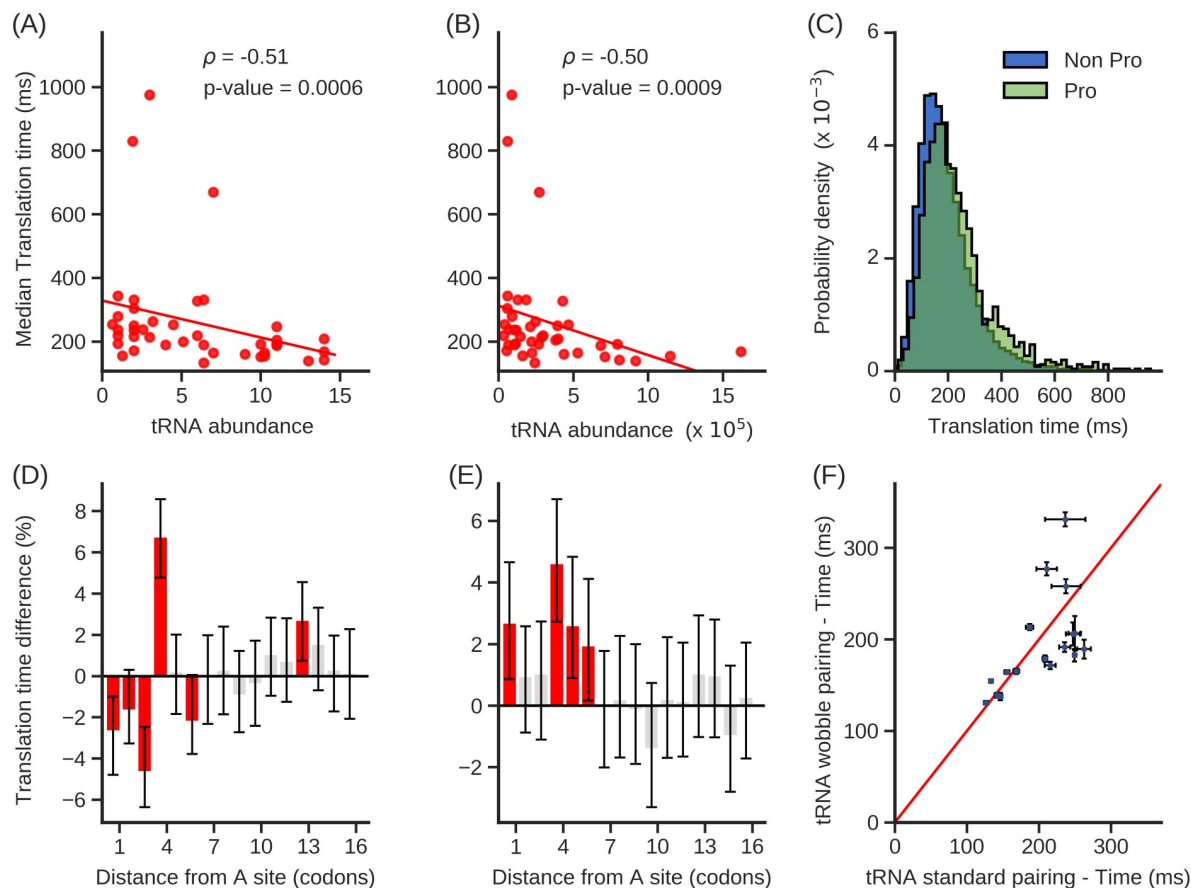 (A)
ρ = -0.51
p-value = 0.0006
Median Translation time (ms)
1000
800
600
400
200
0 5 10 15
tRNA abundance
(B)
ρ = -0.50
p-value = 0.0009
1000
800
600
400
200
0 5 10 15
tRNA abundance (x 10⁵)
(C)
Non Pro
Pro
Probability density (x 10⁻³)
6
4
2
0
0 200 400 600 800
Translation time (ms)
(D)
Translation time difference (%)
8
6
4
2
0
−2
−4
−6
1 4 7 10 13 16
Distance from A site (codons)
(E)
6
4
2
0
−2
1 4 7 10 13 16
Distance from A site (codons)
(F)
tRNA wobble pairing - Time (ms)
300
200
100
0
0 100 200 300
tRNA standard pairing - Time (ms)